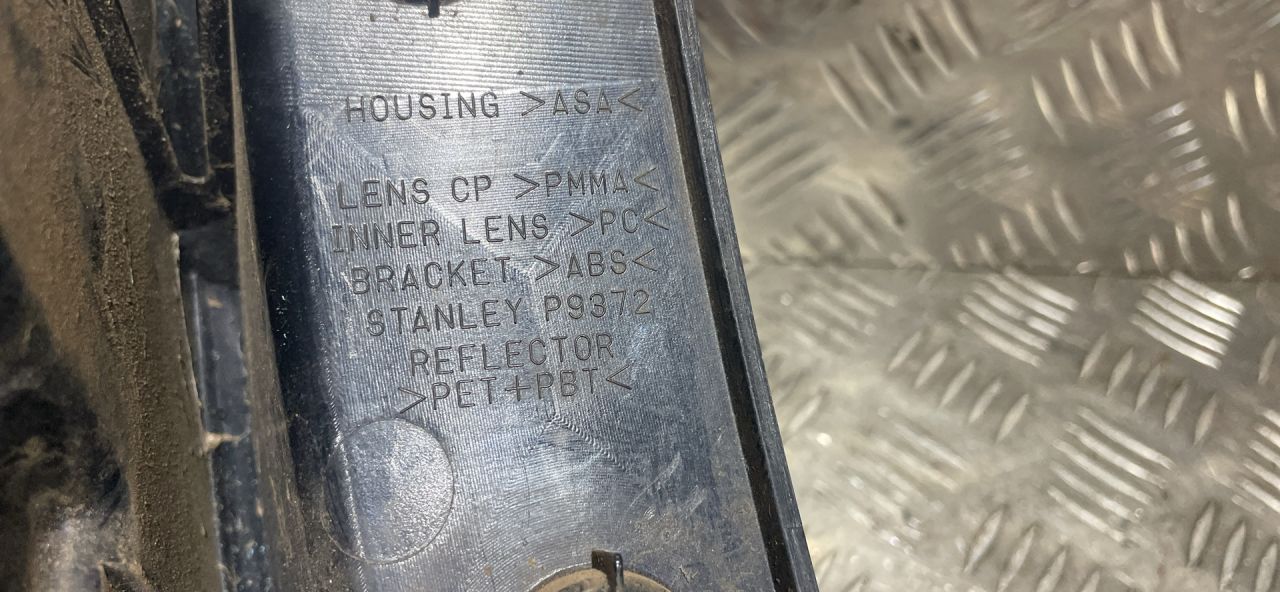 HOUSING >ASA<
LENS CP >PMMA<
INNER LENS >PC<
BRACKET >ABS<
STANLEY P9372
REFLECTOR
>PET+PBT<